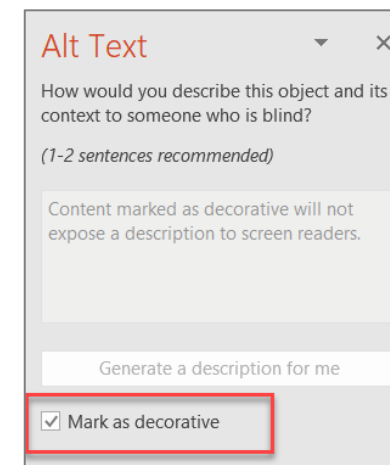 Alt Text
How would you describe this object and its
context to someone who is blind?
(1-2 sentences recommended)
Content marked as decorative will not
expose a description to screen readers.
Generate a description for me
Mark as decorative